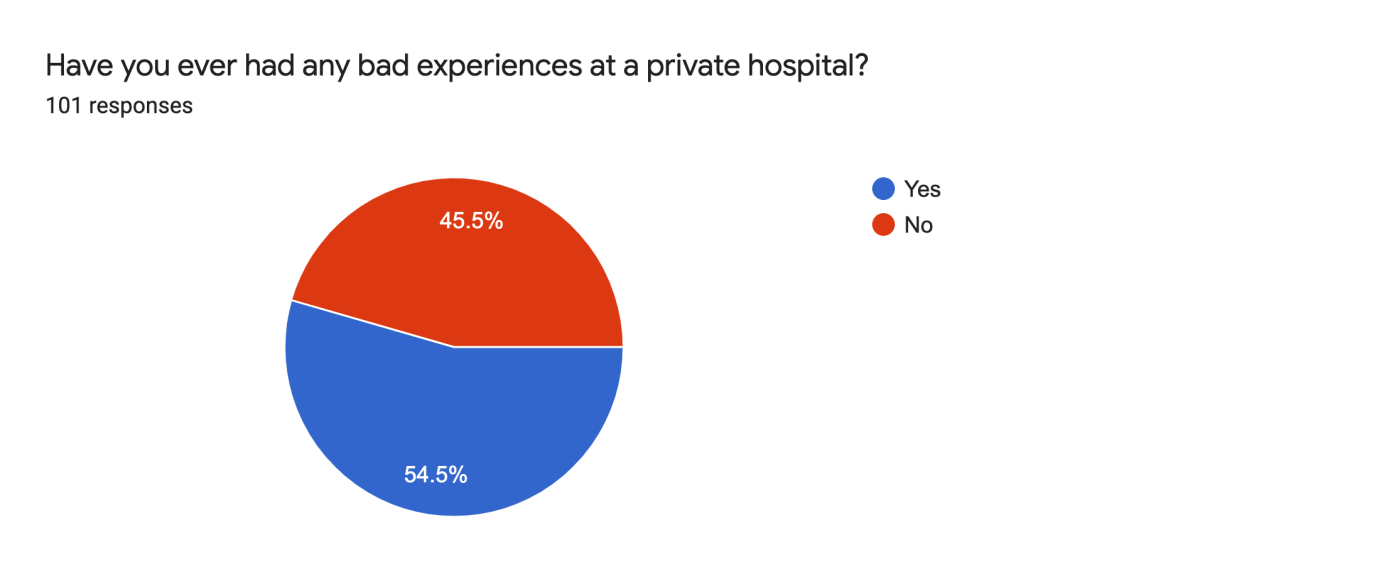 Have you ever had any bad experiences at a private hospital?
101 responses
Yes
No
45.5%
54.5%